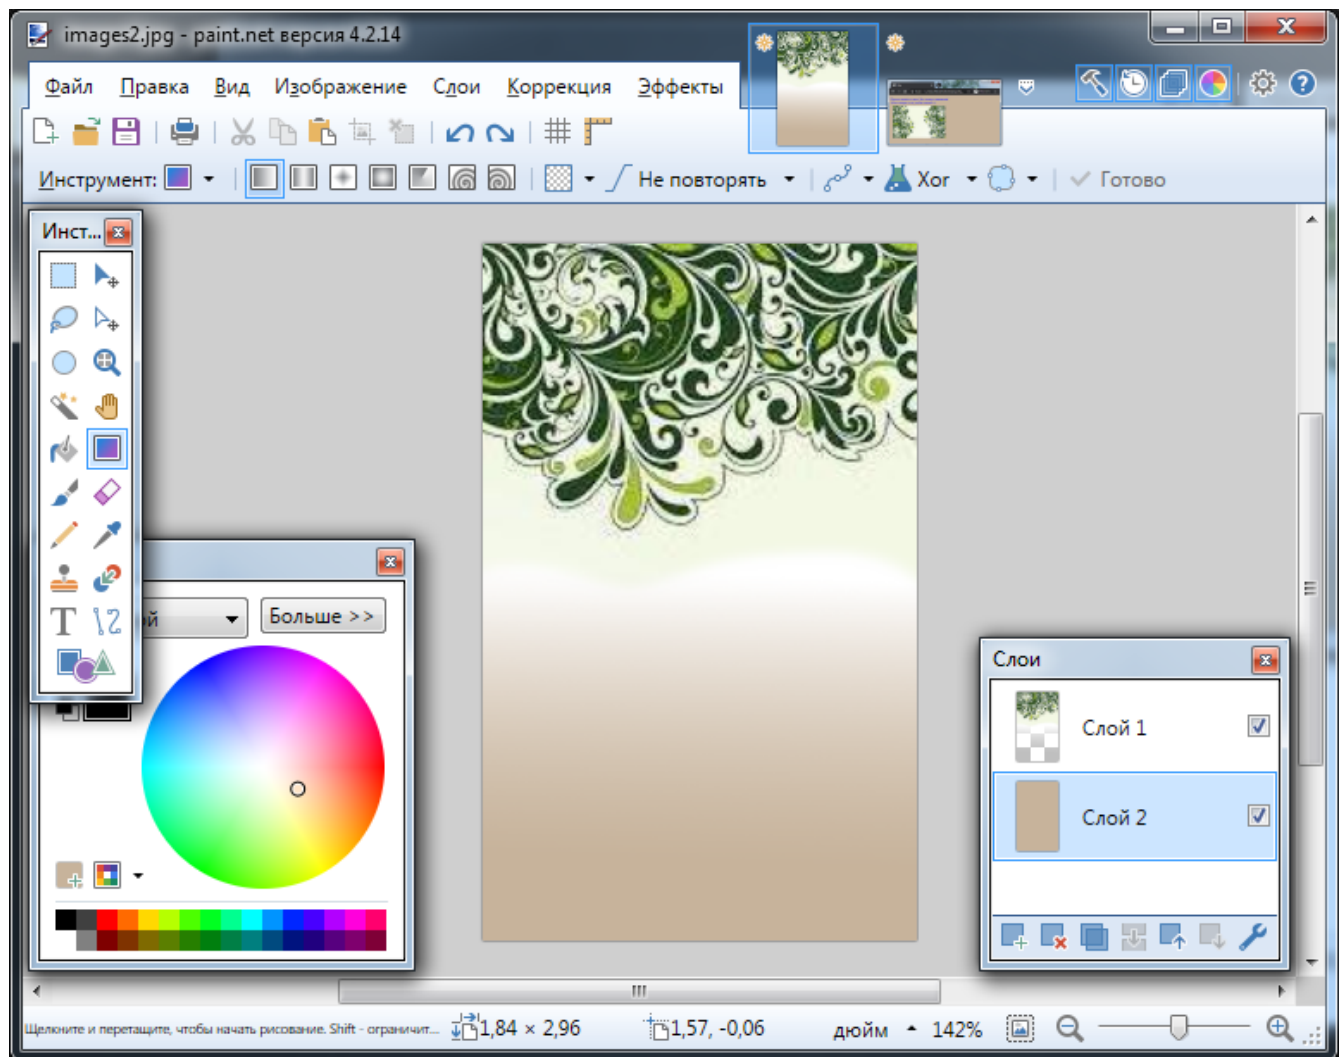 images2.jpg - paint.net версия 4.2.14
Файл Правка Вид Изображение Слои Коррекция Эффекты
Инструмент: Не повторять Xor Готово
Инст...
ой
Больше >>
Слои
Слой 1
Слой 2
Щелкните и перетащите, чтобы начать рисование. Shift - ограничит... 1,84 × 2,96 1,57, -0,06 дюйм 142%